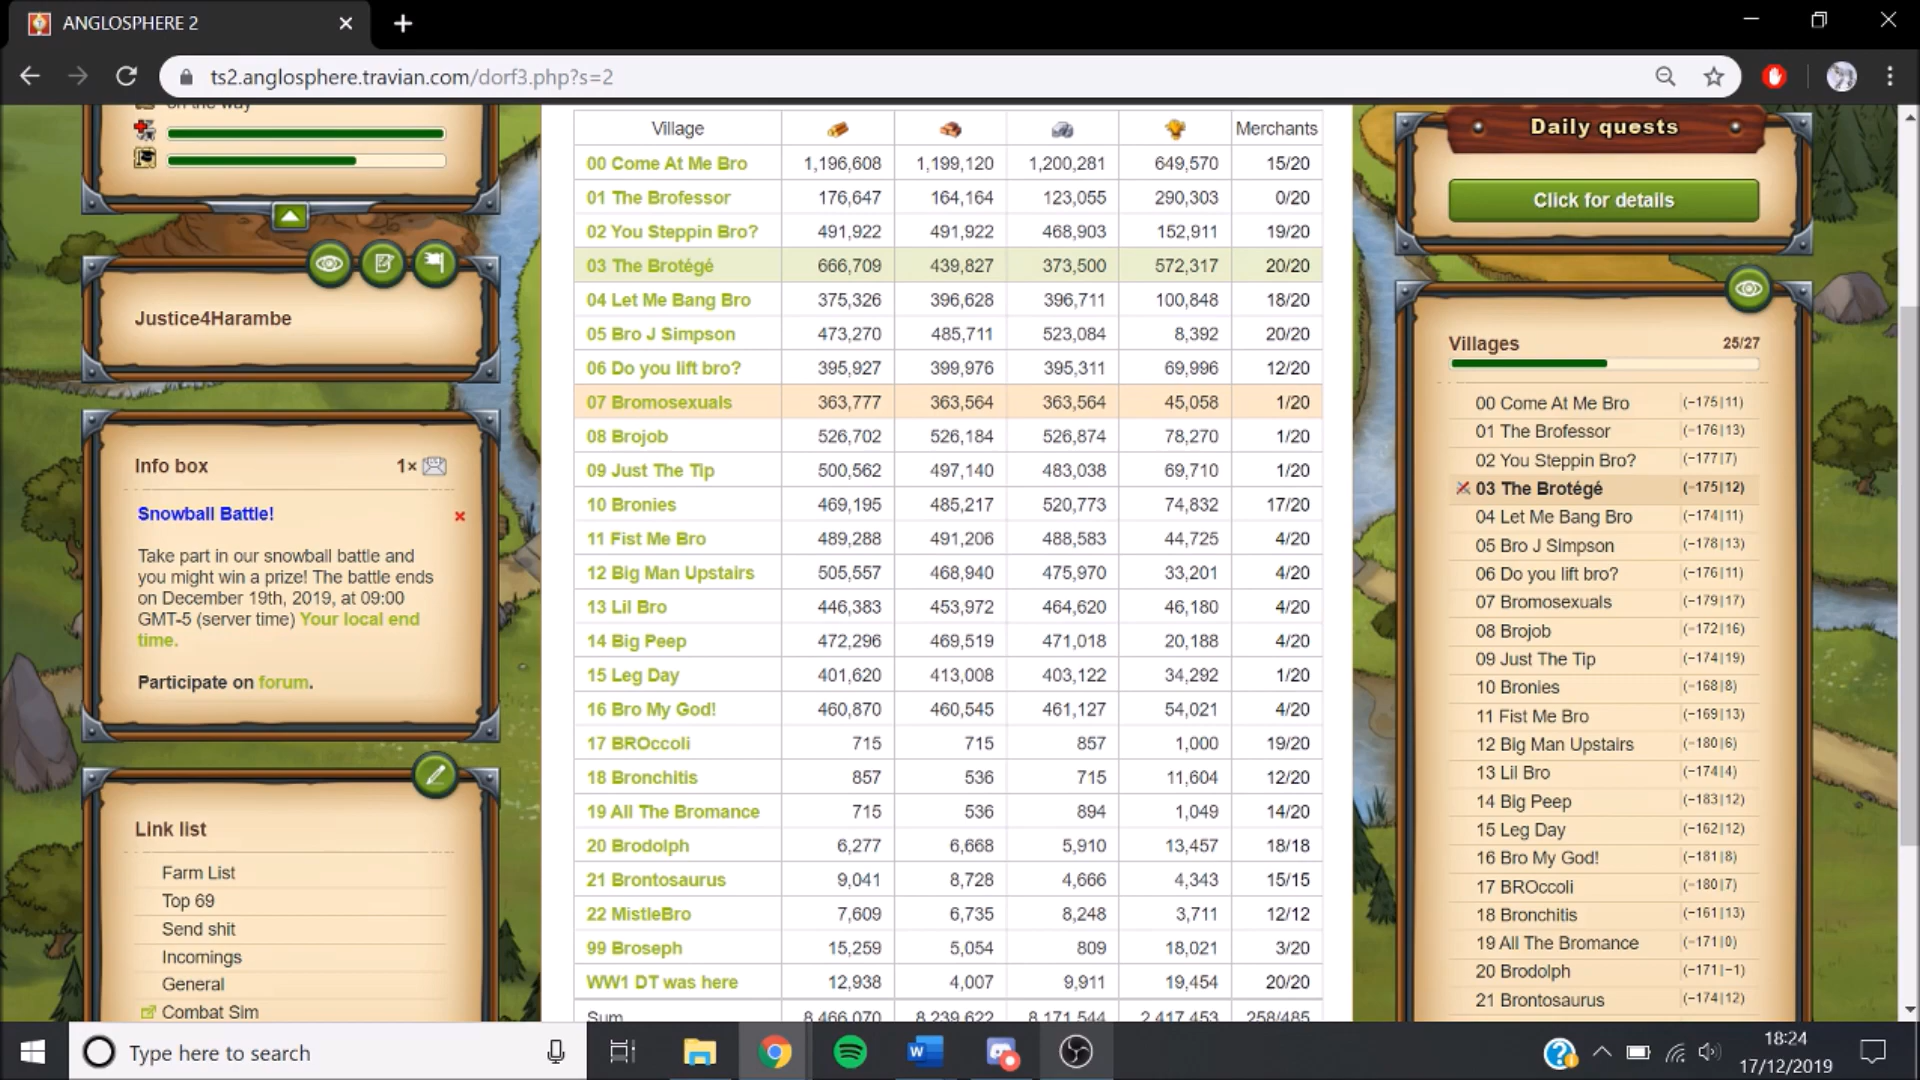 ANGLOSPHERE 2
ts2.anglosphere.travian.com/dorf3.php?s=2
on the way
Justice4Harambe
Info box 1×
Snowball Battle!
Take part in our snowball battle and
you might win a prize! The battle ends
on December 19th, 2019, at 09:00
GMT-5 (server time) Your local end
time.
Participate on forum.
Link list
Farm List
Top 69
Send shit
Incomings
General
Combat Sim
Village Merchants
00 Come At Me Bro 1,196,608 1,199,120 1,200,281 649,570 15/20
01 The Brofessor 176,647 164,164 123,055 290,303 0/20
02 You Steppin Bro? 491,922 491,922 468,903 152,911 19/20
03 The Brotégé 666,709 439,827 373,500 572,317 20/20
04 Let Me Bang Bro 375,326 396,628 396,711 100,848 18/20
05 Bro J Simpson 473,270 485,711 523,084 8,392 20/20
06 Do you lift bro? 395,927 399,976 395,311 69,996 12/20
07 Bromosexuals 363,777 363,564 363,564 45,058 1/20
08 Brojob 526,702 526,184 526,874 78,270 1/20
09 Just The Tip 500,562 497,140 483,038 69,710 1/20
10 Bronies 469,195 485,217 520,773 74,832 17/20
11 Fist Me Bro 489,288 491,206 488,583 44,725 4/20
12 Big Man Upstairs 505,557 468,940 475,970 33,201 4/20
13 Lil Bro 446,383 453,972 464,620 46,180 4/20
14 Big Peep 472,296 469,519 471,018 20,188 4/20
15 Leg Day 401,620 413,008 403,122 34,292 1/20
16 Bro My God! 460,870 460,545 461,127 54,021 4/20
17 BROccoli 715 715 857 1,000 19/20
18 Bronchitis 857 536 715 11,604 12/20
19 All The Bromance 715 536 894 1,049 14/20
20 Brodolph 6,277 6,668 5,910 13,457 18/18
21 Brontosaurus 9,041 8,728 4,666 4,343 15/15
22 MistleBro 7,609 6,735 8,248 3,711 12/12
99 Broseph 15,259 5,054 809 18,021 3/20
WW1 DT was here 12,938 4,007 9,911 19,454 20/20
Sum 8,466,070 8,239,622 8,171,544 2,417,453 258/485
Daily quests
Click for details
Villages 25/27
00 Come At Me Bro (-175|11)
01 The Brofessor (-176|13)
02 You Steppin Bro? (-177|7)
03 The Brotégé (-175|12)
04 Let Me Bang Bro (-174|11)
05 Bro J Simpson (-178|13)
06 Do you lift bro? (-176|11)
07 Bromosexuals (-179|17)
08 Brojob (-172|16)
09 Just The Tip (-174|19)
10 Bronies (-168|8)
11 Fist Me Bro (-169|13)
12 Big Man Upstairs (-180|6)
13 Lil Bro (-174|4)
14 Big Peep (-183|12)
15 Leg Day (-162|12)
16 Bro My God! (-181|8)
17 BROccoli (-180|7)
18 Bronchitis (-161|13)
19 All The Bromance (-171|0)
20 Brodolph (-171|-1)
21 Brontosaurus (-174|12)
Type here to search
18:24
17/12/2019